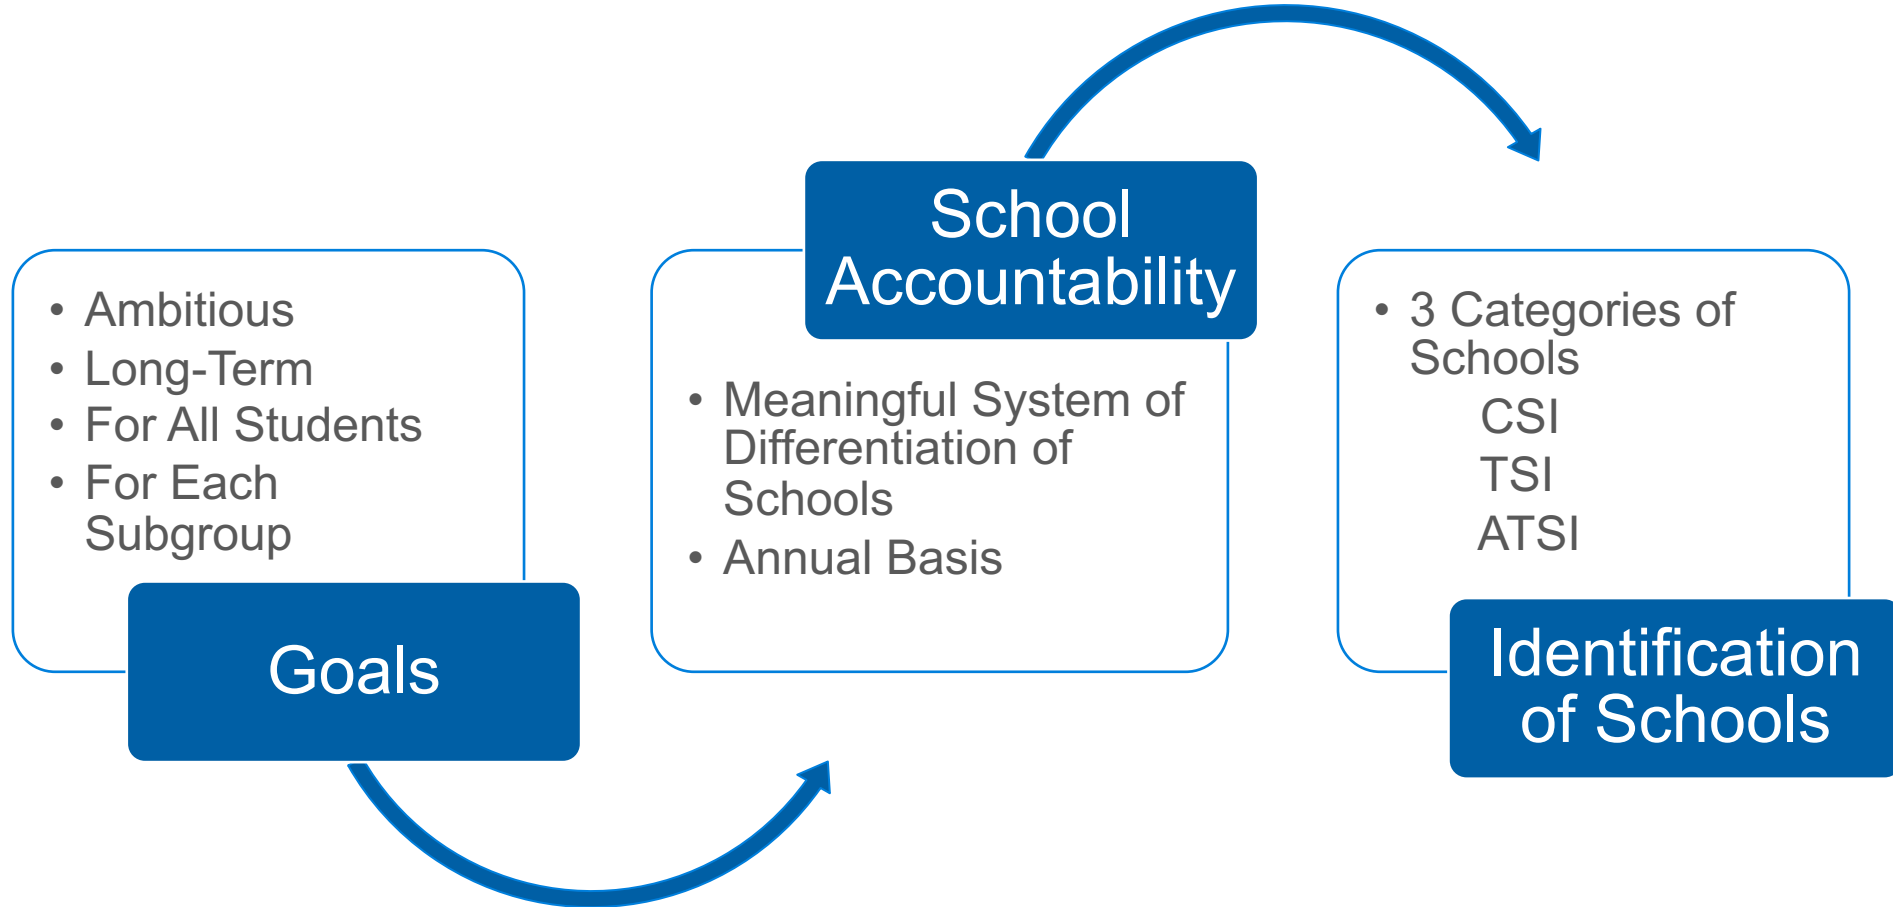 • Ambitious
• Long-Term
• For All Students
• For Each
Subgroup
Goals
School
Accountability
• Meaningful System of
Differentiation of
Schools
• Annual Basis
• 3 Categories of
Schools
CSI
TSI
ATSI
Identification
of Schools